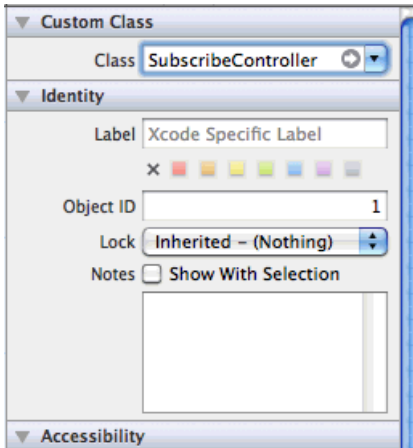 Custom Class
Class SubscribeController
Identity
Label Xcode Specific Label
Object ID 1
Lock Inherited - (Nothing)
Notes Show With Selection
Accessibility